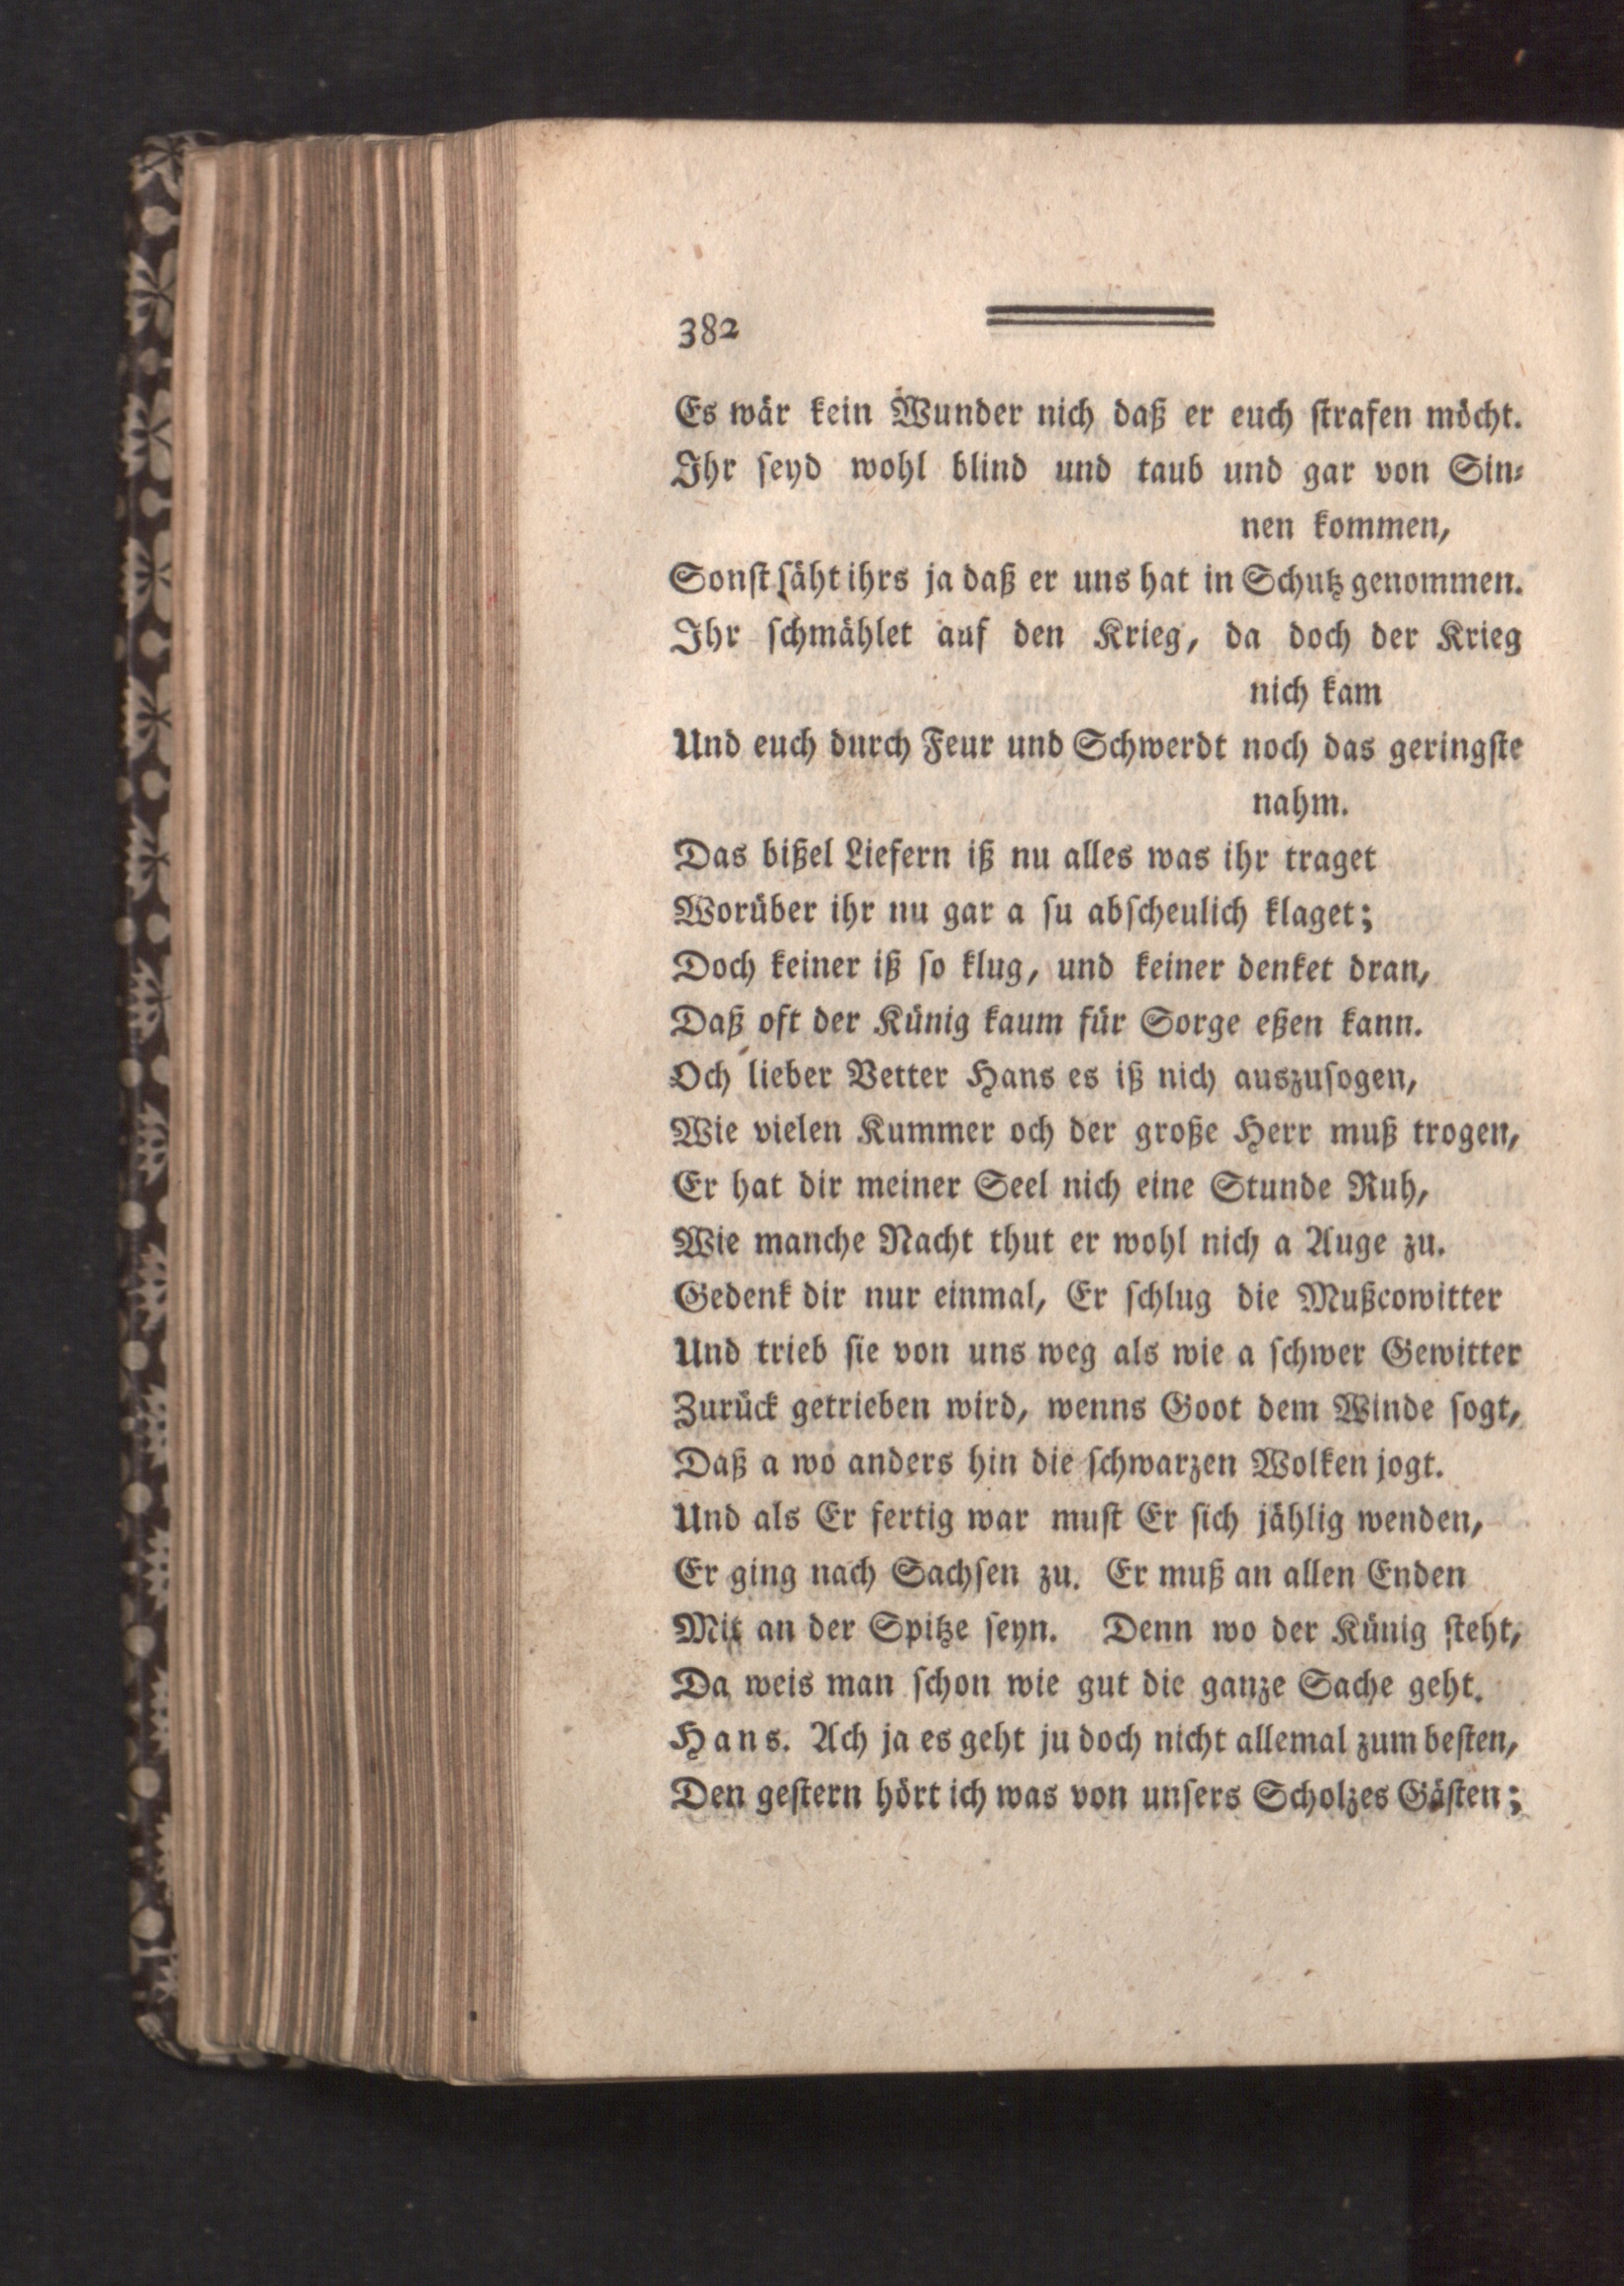 382
Es wär kein Wunder nich daß er euch strafen möcht.
Ihr seyd wohl blind und taub und gar von Sin-
nen kommen,
Sonst säht ihrs ja daß er uns hat in Schutz genommen.
Ihr schmählet auf den Krieg, da doch der Krieg
nich kam
Und euch durch Feur und Schwerdt noch das geringste
nahm.
Das bißel Liefern iß nu alles was ihr traget
Worüber ihr nu gar a su abscheulich klaget;
Doch keiner iß so klug, und keiner denket dran,
Daß oft der Künig kaum für Sorge eßen kann.
Och lieber Vetter Hans es iß nich auszusogen,
Wie vielen Kummer och der große Herr muß trogen,
Er hat dir meiner Seel nich eine Stunde Ruh,
Wie manche Nacht thut er wohl nich a Auge zu.
Gedenk dir nur einmal, Er schlug die Mußcowitter
Und trieb sie von uns weg als wie a schwer Gewitter
Zurück getrieben wird, wenns Goot dem Winde sogt,
Daß a wo anders hin die schwarzen Wolken jogt.
Und als Er fertig war must Er sich jählig wenden,
Er ging nach Sachsen zu. Er muß an allen Enden
Mit an der Spitze seyn. Denn wo der Künig steht,
Da weis man schon wie gut die ganze Sache geht.
Hans. Ach ja es geht ju doch nicht allemal zum besten,
Den gestern hört ich was von unsers Scholzes Gästen;